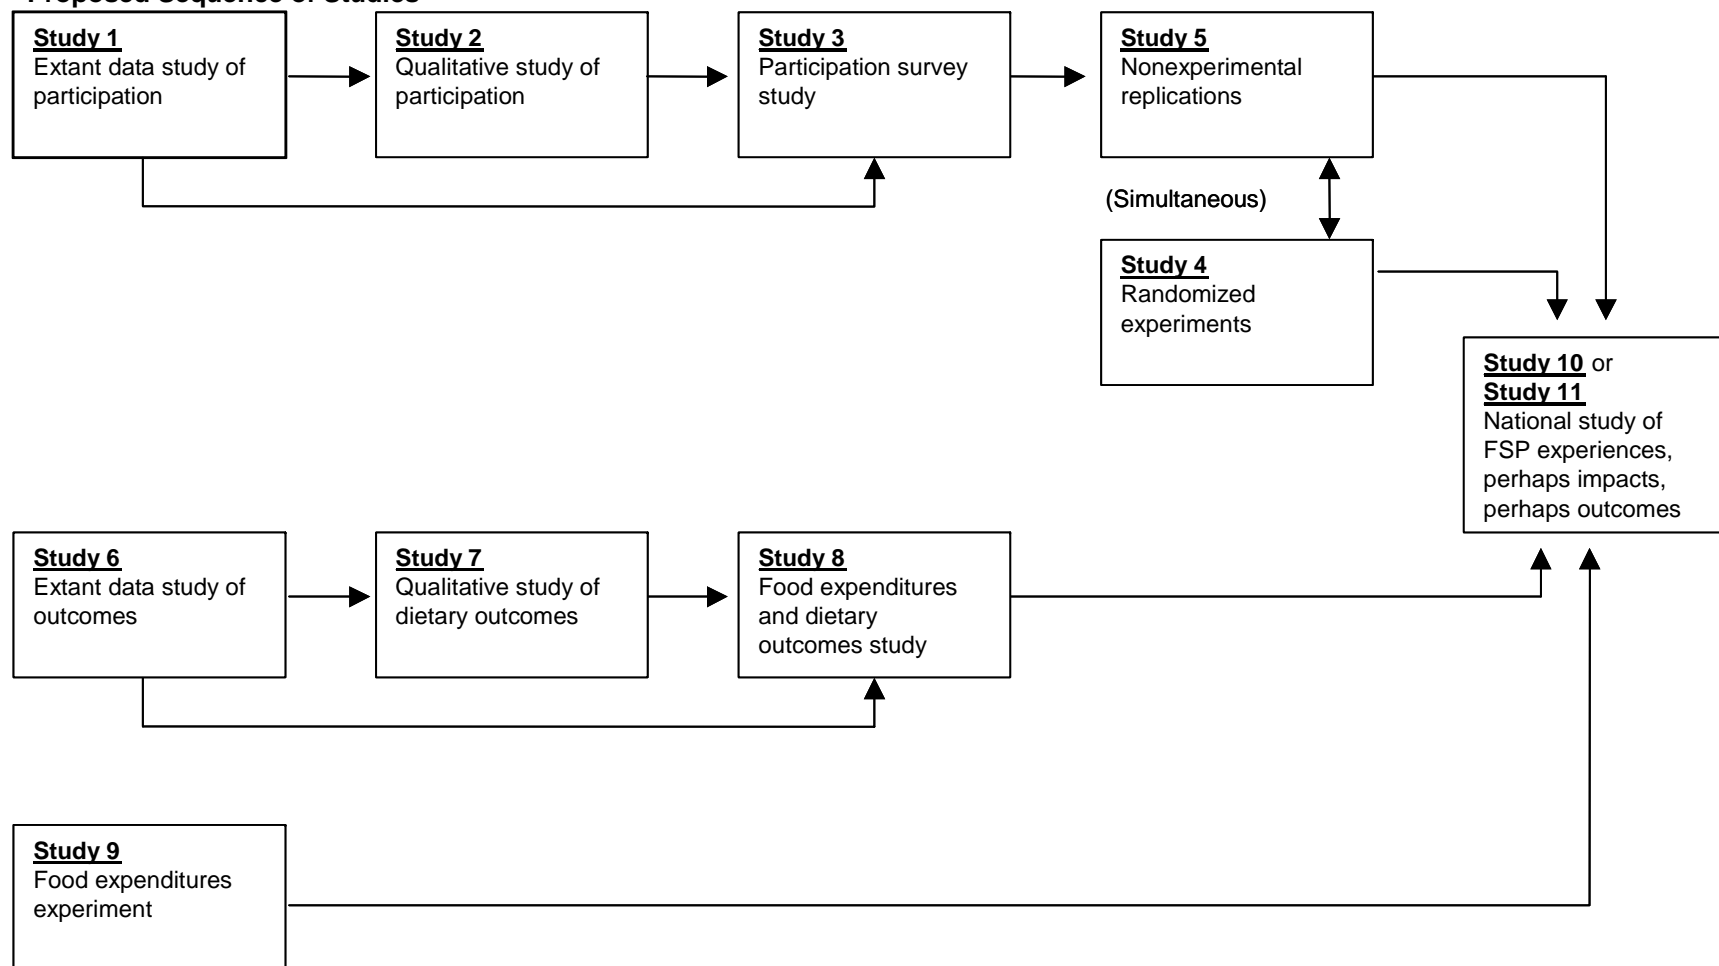 Proposed Sequence of Studies
Study 1
Extant data study of
participation
Study 2
Qualitative study of
participation
Study 3
Participation survey
study
Study 5
Nonexperimental
replications
(Simultaneous)
Study 4
Randomized
experiments
Study 10 or
Study 11
National study of
FSP experiences,
perhaps impacts,
perhaps outcomes
Study 6
Extant data study of
outcomes
Study 7
Qualitative study of
dietary outcomes
Study 8
Food expenditures
and dietary
outcomes study
Study 9
Food expenditures
experiment